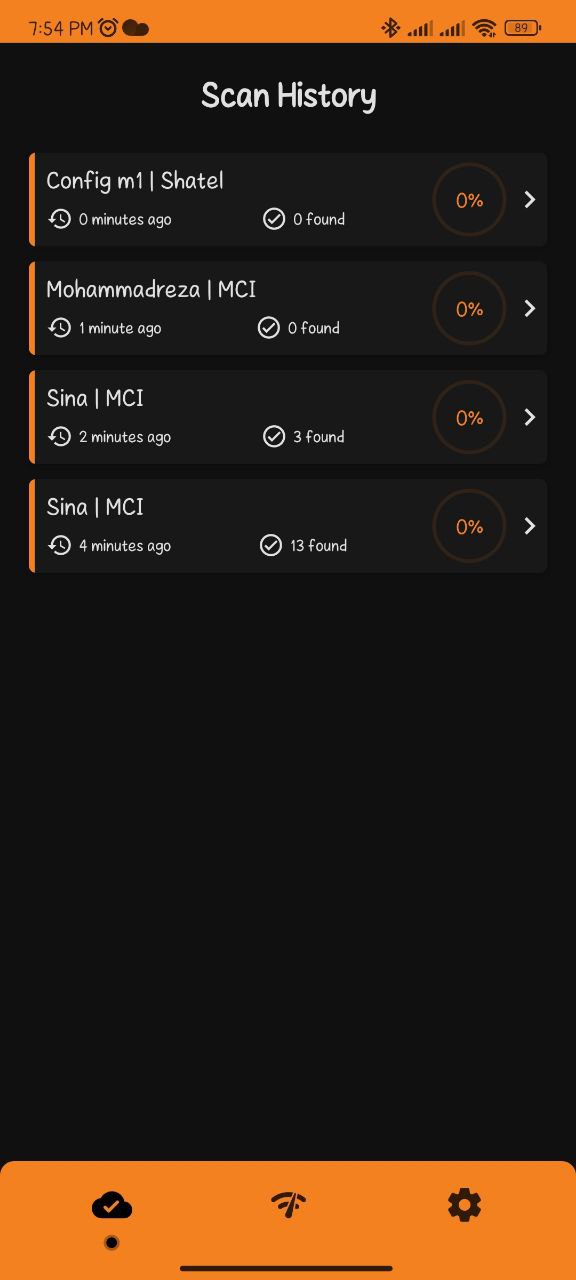 7:54 PM 89
Scan History
Config m1 | Shatel
0 minutes ago 0 found
0%
Mohammadreza | MCI
1 minute ago 0 found
0%
Sina | MCI
2 minutes ago 3 found
0%
Sina | MCI
4 minutes ago 13 found
0%